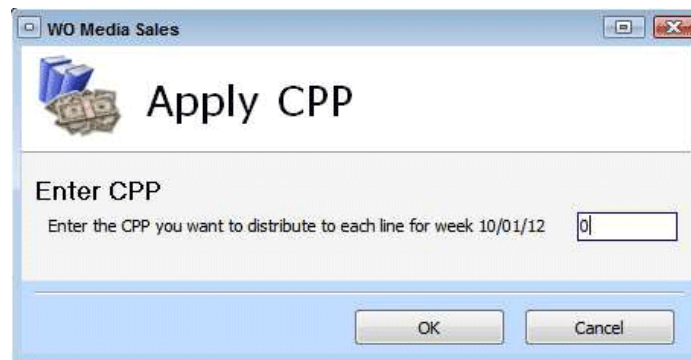 WO Media Sales
Apply CPP
Enter CPP
Enter the CPP you want to distribute to each line for week 10/01/12 0
OK Cancel